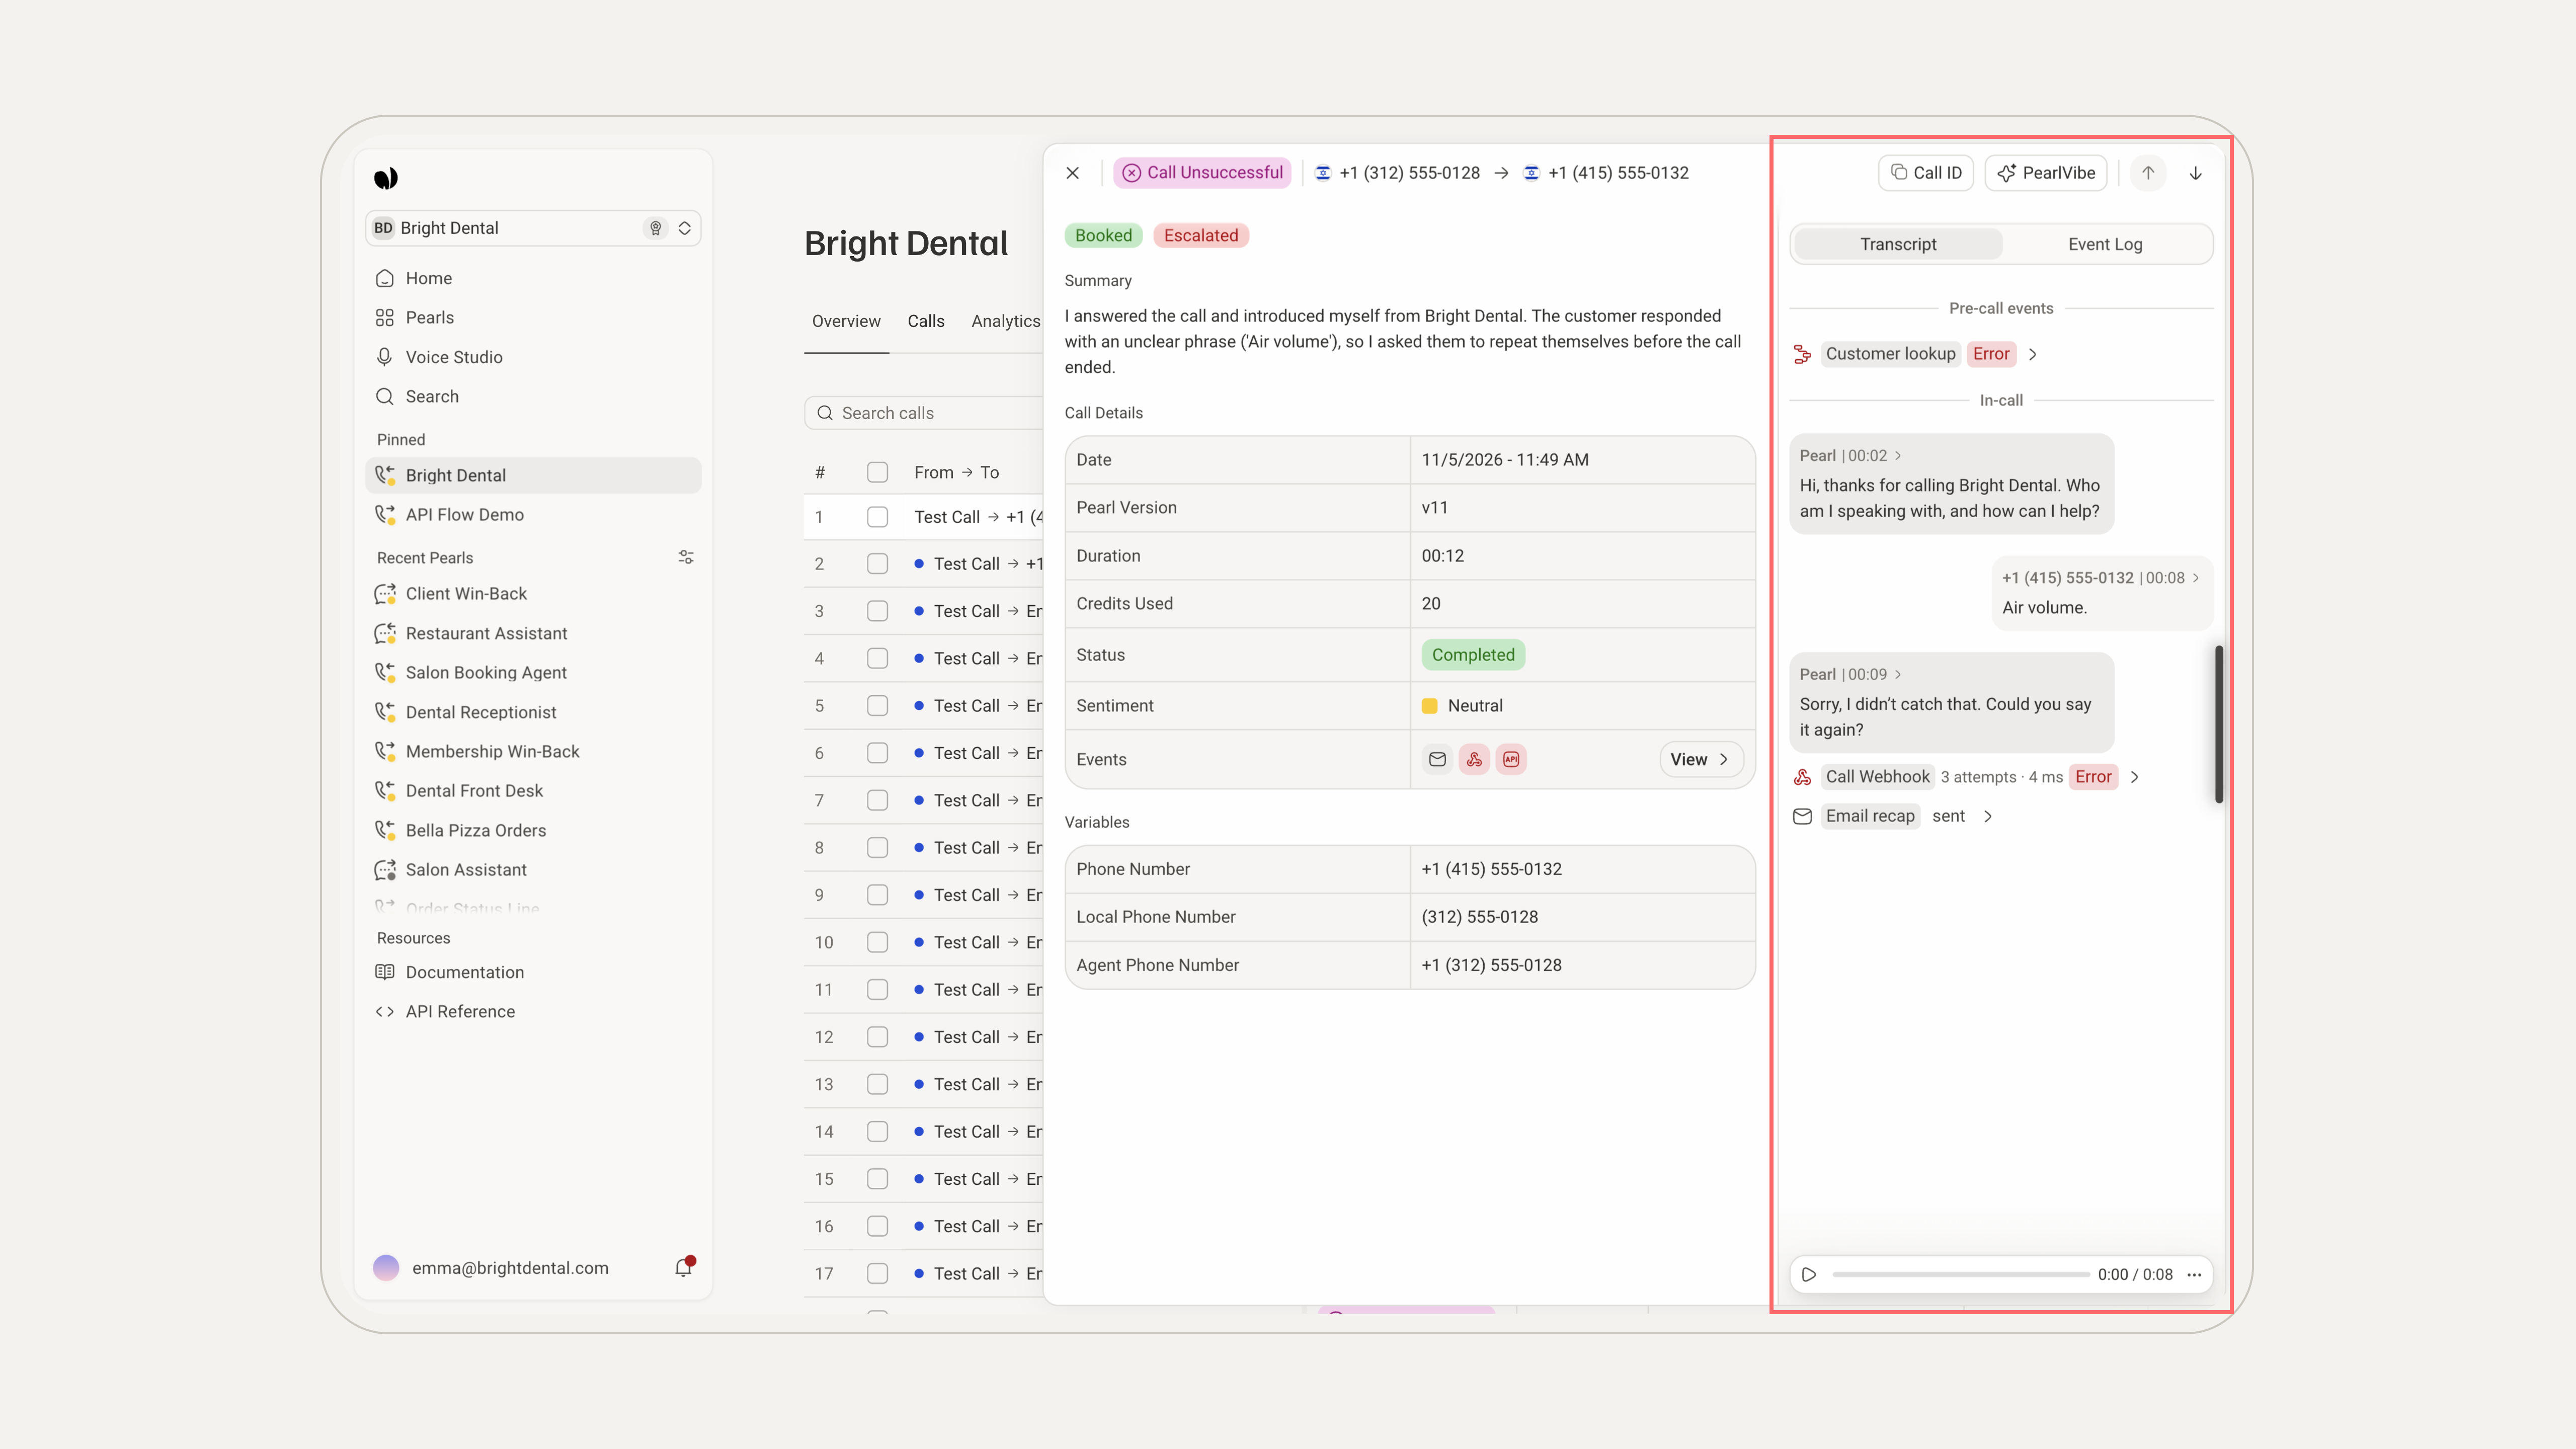 BD Bright Dental
Home
Pearls
Voice Studio
Search
Pinned
Bright Dental
API Flow Demo
Recent Pearls
Client Win-Back
Restaurant Assistant
Salon Booking Agent
Dental Receptionist
Membership Win-Back
Dental Front Desk
Bella Pizza Orders
Salon Assistant
Order Status Line
Resources
Documentation
API Reference
emma@brightdental.com
Bright Dental
Overview Calls Analytics
Search calls
# From → To
1 Test Call → +1 (4
2 Test Call → +1
3 Test Call → Er
4 Test Call → Er
5 Test Call → Er
6 Test Call → Er
7 Test Call → Er
8 Test Call → Er
9 Test Call → Er
10 Test Call → Er
11 Test Call → Er
12 Test Call → Er
13 Test Call → Er
14 Test Call → Er
15 Test Call → Er
16 Test Call → Er
17 Test Call → Er
Call Unsuccessful +1 (312) 555-0128 → +1 (415) 555-0132
Booked Escalated
Summary
I answered the call and introduced myself from Bright Dental. The customer responded
with an unclear phrase ('Air volume'), so I asked them to repeat themselves before the call
ended.
Call Details
Date 11/5/2026 - 11:49 AM
Pearl Version v11
Duration 00:12
Credits Used 20
Status Completed
Sentiment Neutral
Events API View
Variables
Phone Number +1 (415) 555-0132
Local Phone Number (312) 555-0128
Agent Phone Number +1 (312) 555-0128
Call ID PearlVibe
Transcript Event Log
Pre-call events
Customer lookup Error
In-call
Pearl | 00:02
Hi, thanks for calling Bright Dental. Who
am I speaking with, and how can I help?
+1 (415) 555-0132 | 00:08
Air volume.
Pearl | 00:09
Sorry, I didn’t catch that. Could you say
it again?
Call Webhook 3 attempts · 4 ms Error
Email recap sent
0:00 / 0:08